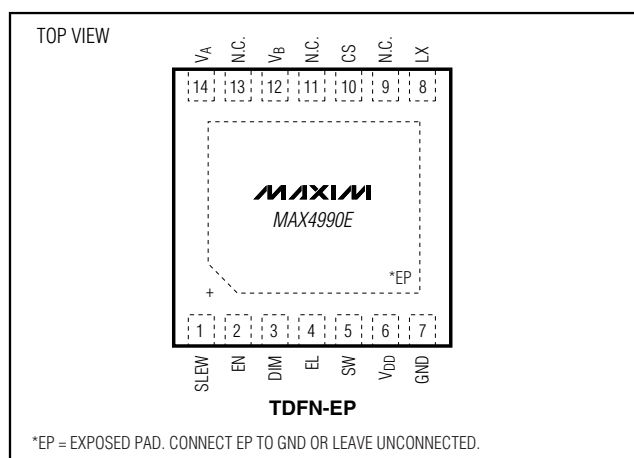 TOP VIEW
VA N.C. VB N.C. CS N.C. LX
14 13 12 11 10 9 8
MAXIM
MAX4990E
*EP
+
1 2 3 4 5 6 7
SLEW EN DIM EL SW VDD GND
TDFN-EP
*EP = EXPOSED PAD. CONNECT EP TO GND OR LEAVE UNCONNECTED.